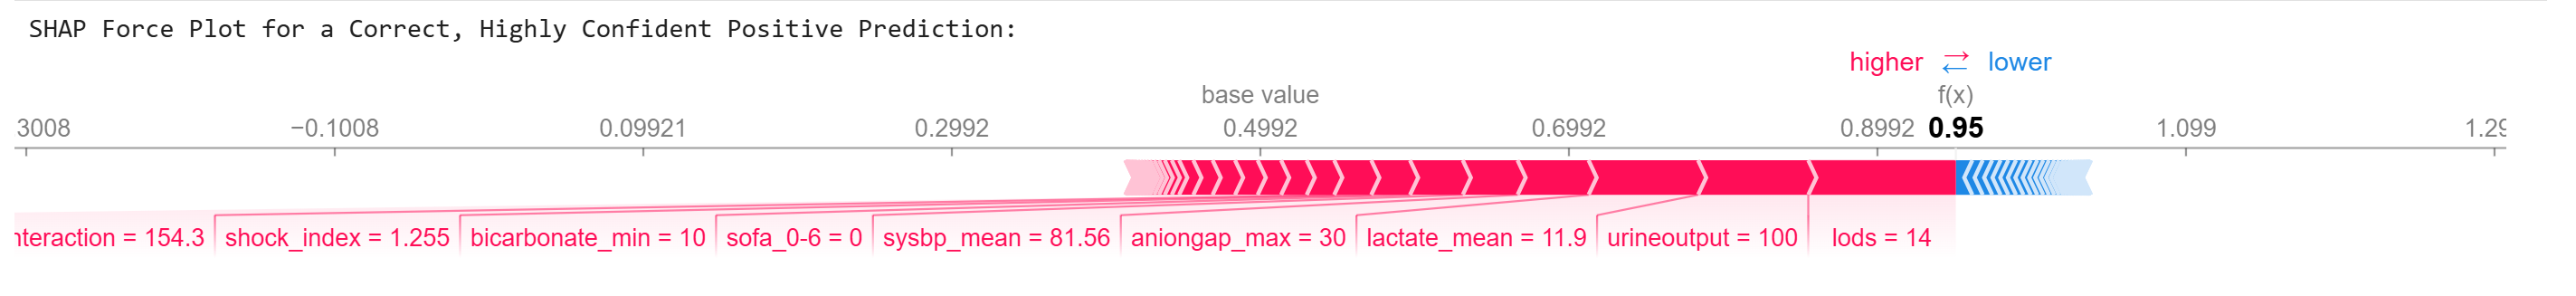 SHAP Force Plot for a Correct, Highly Confident Positive Prediction:
higher ⇄ lower
base value f(x)
3008 −0.1008 0.09921 0.2992 0.4992 0.6992 0.8992 0.95 1.099 1.29
nteraction = 154.3 shock_index = 1.255 bicarbonate_min = 10 sofa_0-6 = 0 sysbp_mean = 81.56 aniongap_max = 30 lactate_mean = 11.9 urineoutput = 100 lods = 14